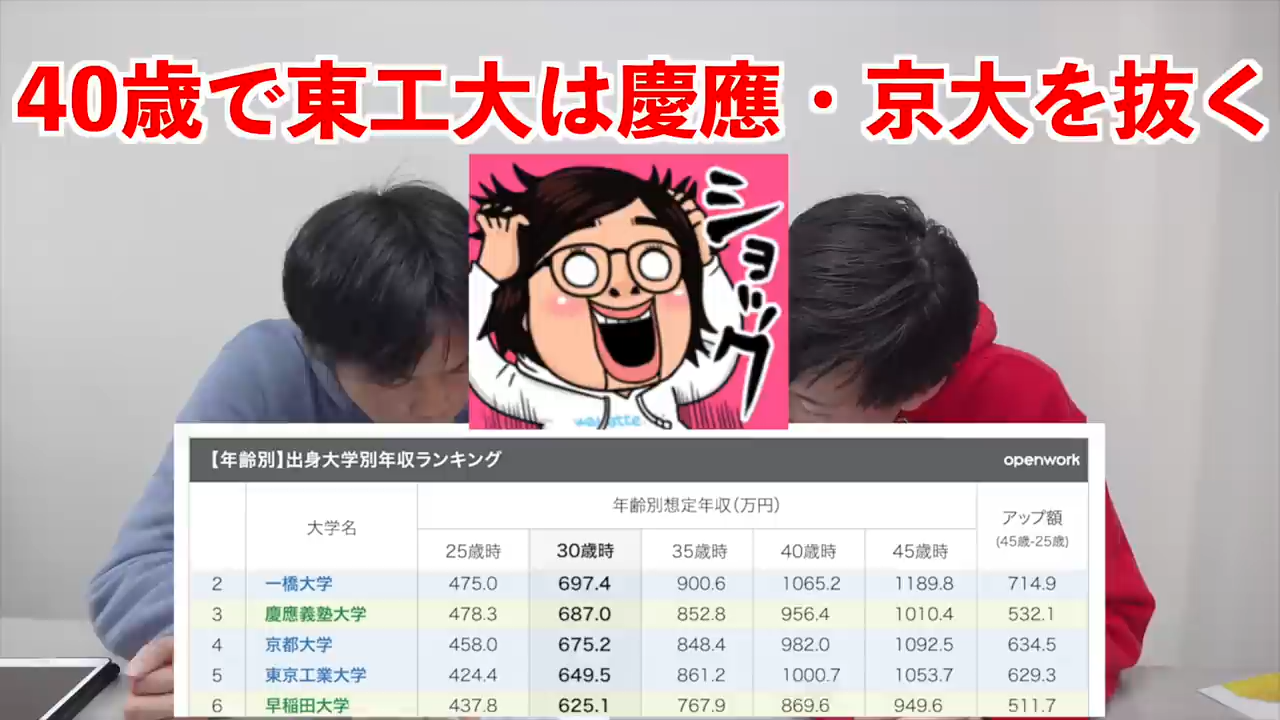 40歳で東工大は慶應・京大を抜く
ショック
【年齢別】出身大学別年収ランキング openwork
大学名 年齢別想定年収(万円) アップ額
(45歳-25歳)
25歳時 30歳時 35歳時 40歳時 45歳時
2 一橋大学 475.0 697.4 900.6 1065.2 1189.8 714.9
3 慶應義塾大学 478.3 687.0 852.8 956.4 1010.4 532.1
4 京都大学 458.0 675.2 848.4 982.0 1092.5 634.5
5 東京工業大学 424.4 649.5 861.2 1000.7 1053.7 629.3
6 早稲田大学 437.8 625.1 767.9 869.6 949.6 511.7